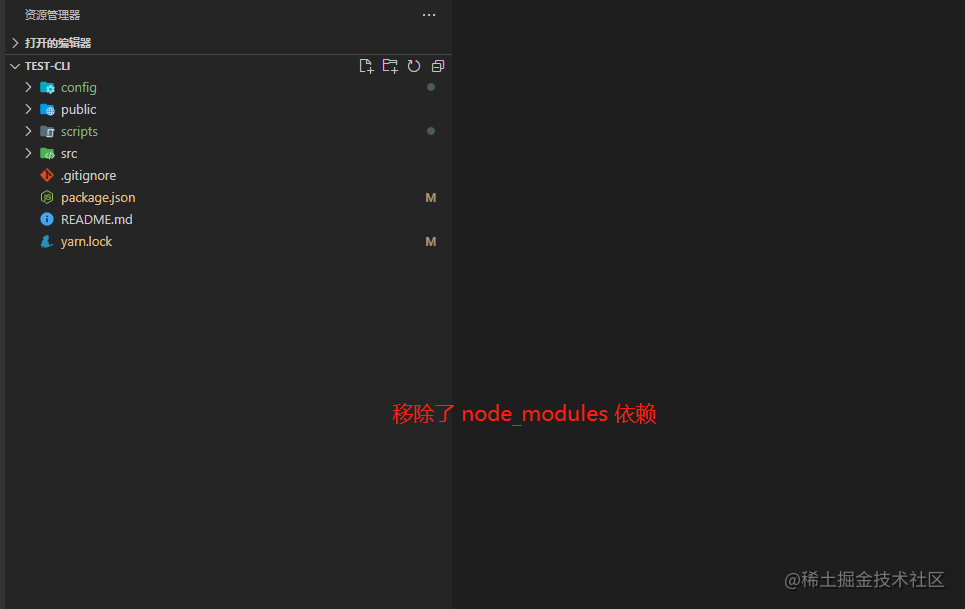 资源管理器
打开的编辑器
TEST-CLI
config
public
scripts
src
.gitignore
package.json M
README.md
yarn.lock M
移除了 node_modules 依赖
@稀土掘金技术社区